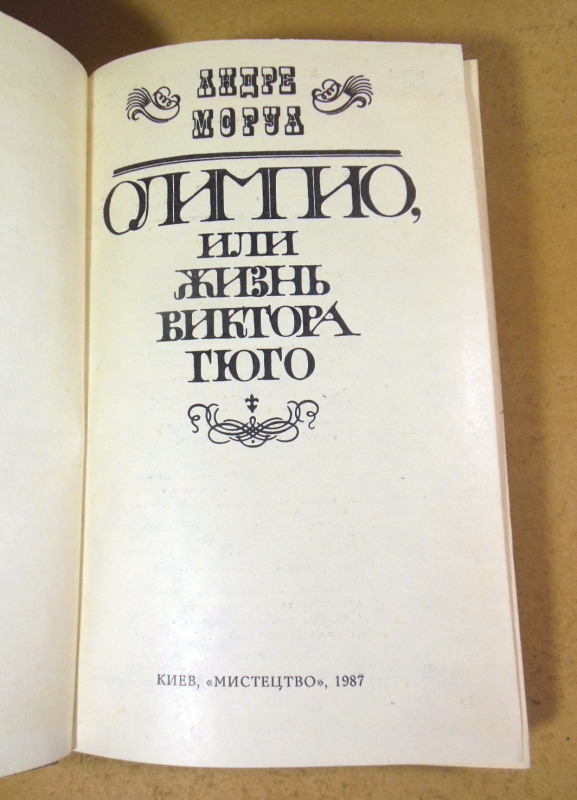 АНДРЕ
МОРУА
ОЛИМПИО,
ИЛИ
ЖИЗНЬ
ВИКТОРА
ГЮГО
КИЕВ, «МИСТЕЦТВО», 1987